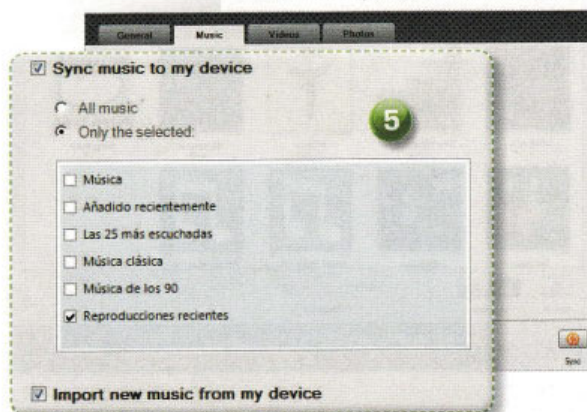 General Music Videos Photos
Sync music to my device
All music
Only the selected:
5
Música
Añadido recientemente
Las 25 más escuchadas
Música clásica
Música de los 90
Reproducciones recientes
Sync
Import new music from my device